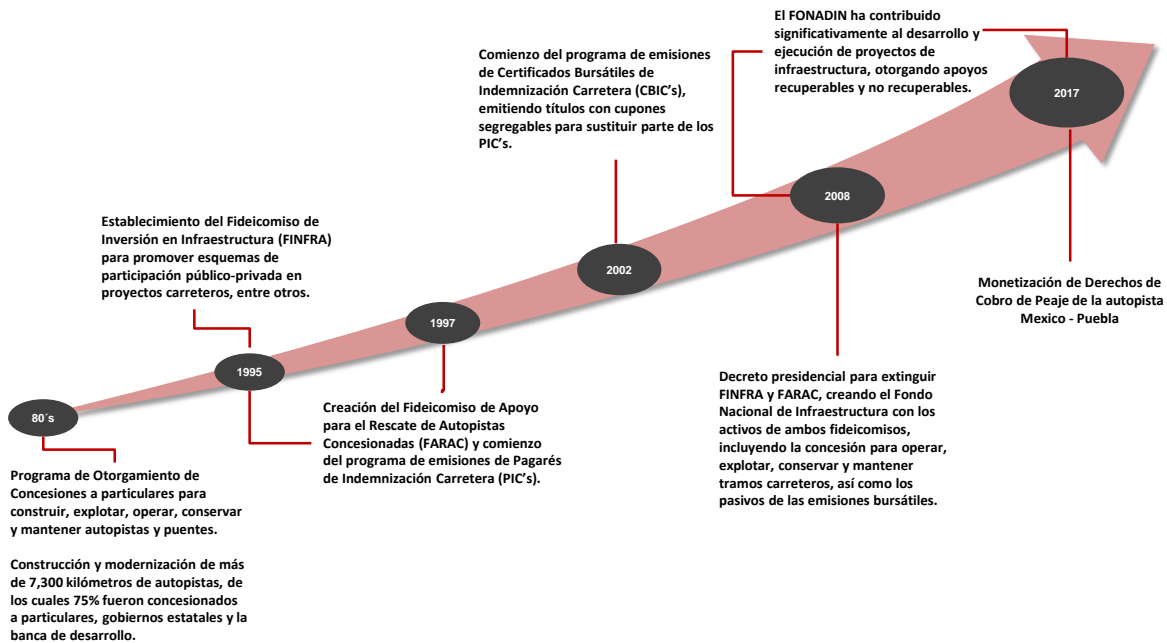 80´s
Programa de Otorgamiento de
Concesiones a particulares para
construir, explotar, operar, conservar
y mantener autopistas y puentes.
Construcción y modernización de más
de 7,300 kilómetros de autopistas, de
los cuales 75% fueron concesionados
a particulares, gobiernos estatales y la
banca de desarrollo.
Establecimiento del Fideicomiso de
Inversión en Infraestructura (FINFRA)
para promover esquemas de
participación público-privada en
proyectos carreteros, entre otros.
1995
1997
Creación del Fideicomiso de Apoyo
para el Rescate de Autopistas
Concesionadas (FARAC) y comienzo
del programa de emisiones de Pagarés
de Indemnización Carretera (PIC’s).
Comienzo del programa de emisiones
de Certificados Bursátiles de
Indemnización Carretera (CBIC’s),
emitiendo títulos con cupones
segregables para sustituir parte de los
PIC’s.
2002
El FONADIN ha contribuido
significativamente al desarrollo y
ejecución de proyectos de
infraestructura, otorgando apoyos
recuperables y no recuperables.
2008
Decreto presidencial para extinguir
FINFRA y FARAC, creando el Fondo
Nacional de Infraestructura con los
activos de ambos fideicomisos,
incluyendo la concesión para operar,
explotar, conservar y mantener
tramos carreteros, así como los
pasivos de las emisiones bursátiles.
2017
Monetización de Derechos de
Cobro de Peaje de la autopista
Mexico - Puebla